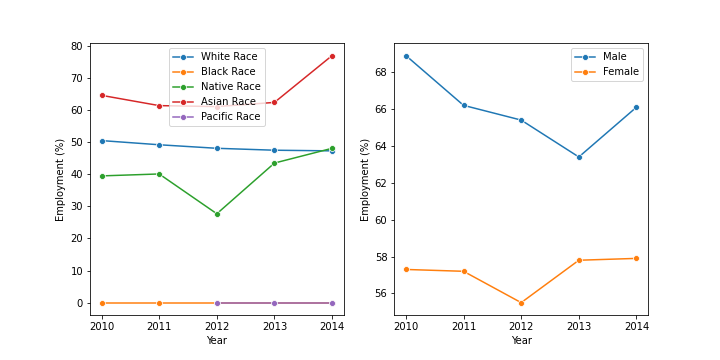 80
70
60
50
40
30
20
10
0
Employment (%)
2010 2011 2012 2013 2014
Year
White Race
Black Race
Native Race
Asian Race
Pacific Race
68
66
64
62
60
58
56
Employment (%)
2010 2011 2012 2013 2014
Year
Male
Female